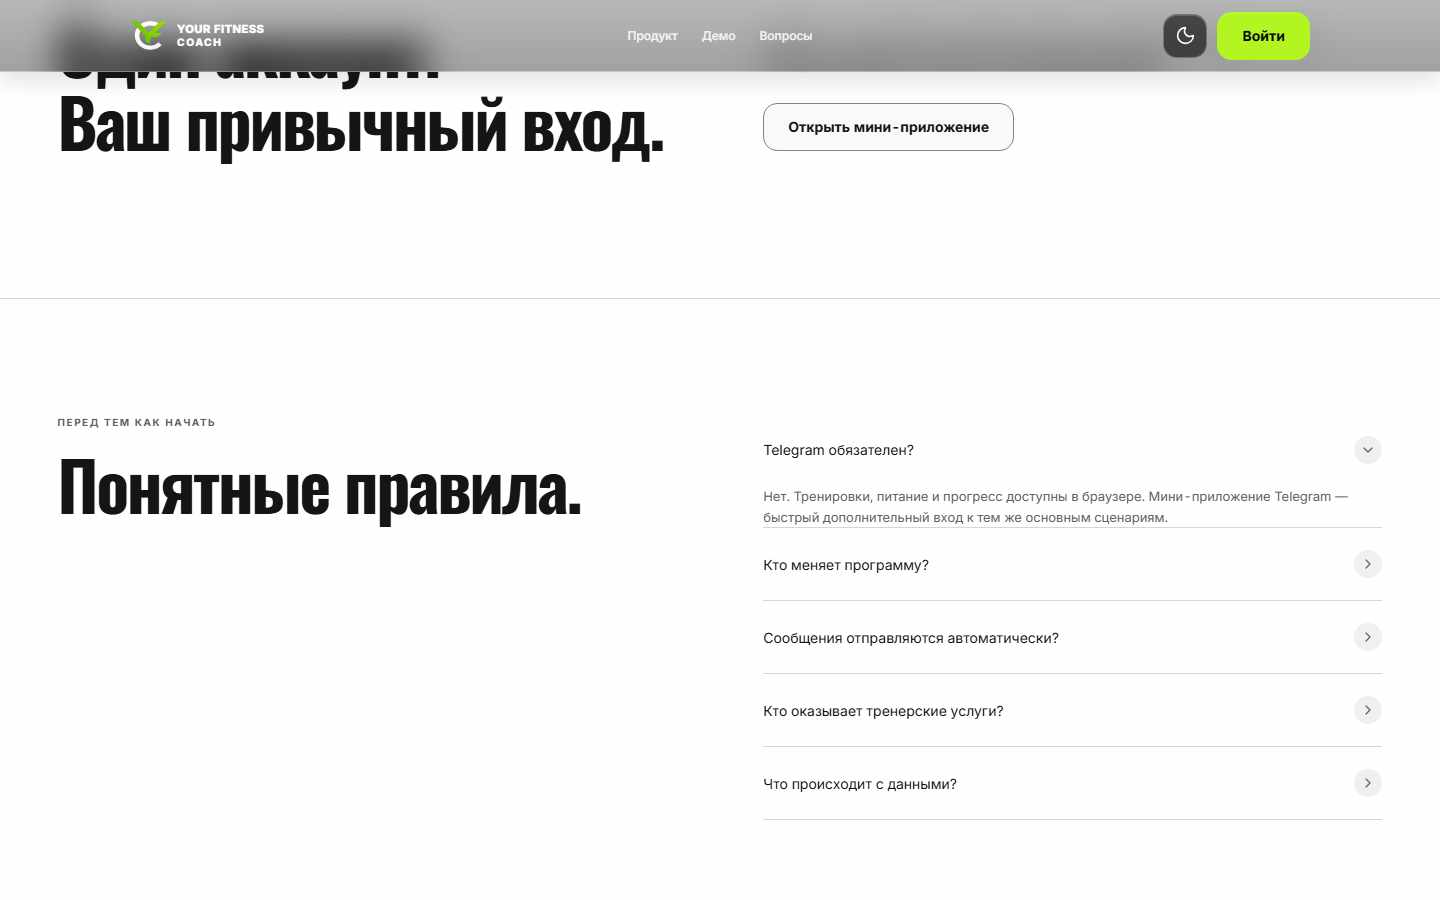 YOUR FITNESS
COACH
Продукт
Демо
Вопросы
Войти
Один аккаунт.
Ваш привычный вход.
Открыть мини-приложение
ПЕРЕД ТЕМ КАК НАЧАТЬ
Понятные правила.
Telegram обязателен?
Нет. Тренировки, питание и прогресс доступны в браузере. Мини-приложение Telegram —
быстрый дополнительный вход к тем же основным сценариям.
Кто меняет программу?
Сообщения отправляются автоматически?
Кто оказывает тренерские услуги?
Что происходит с данными?